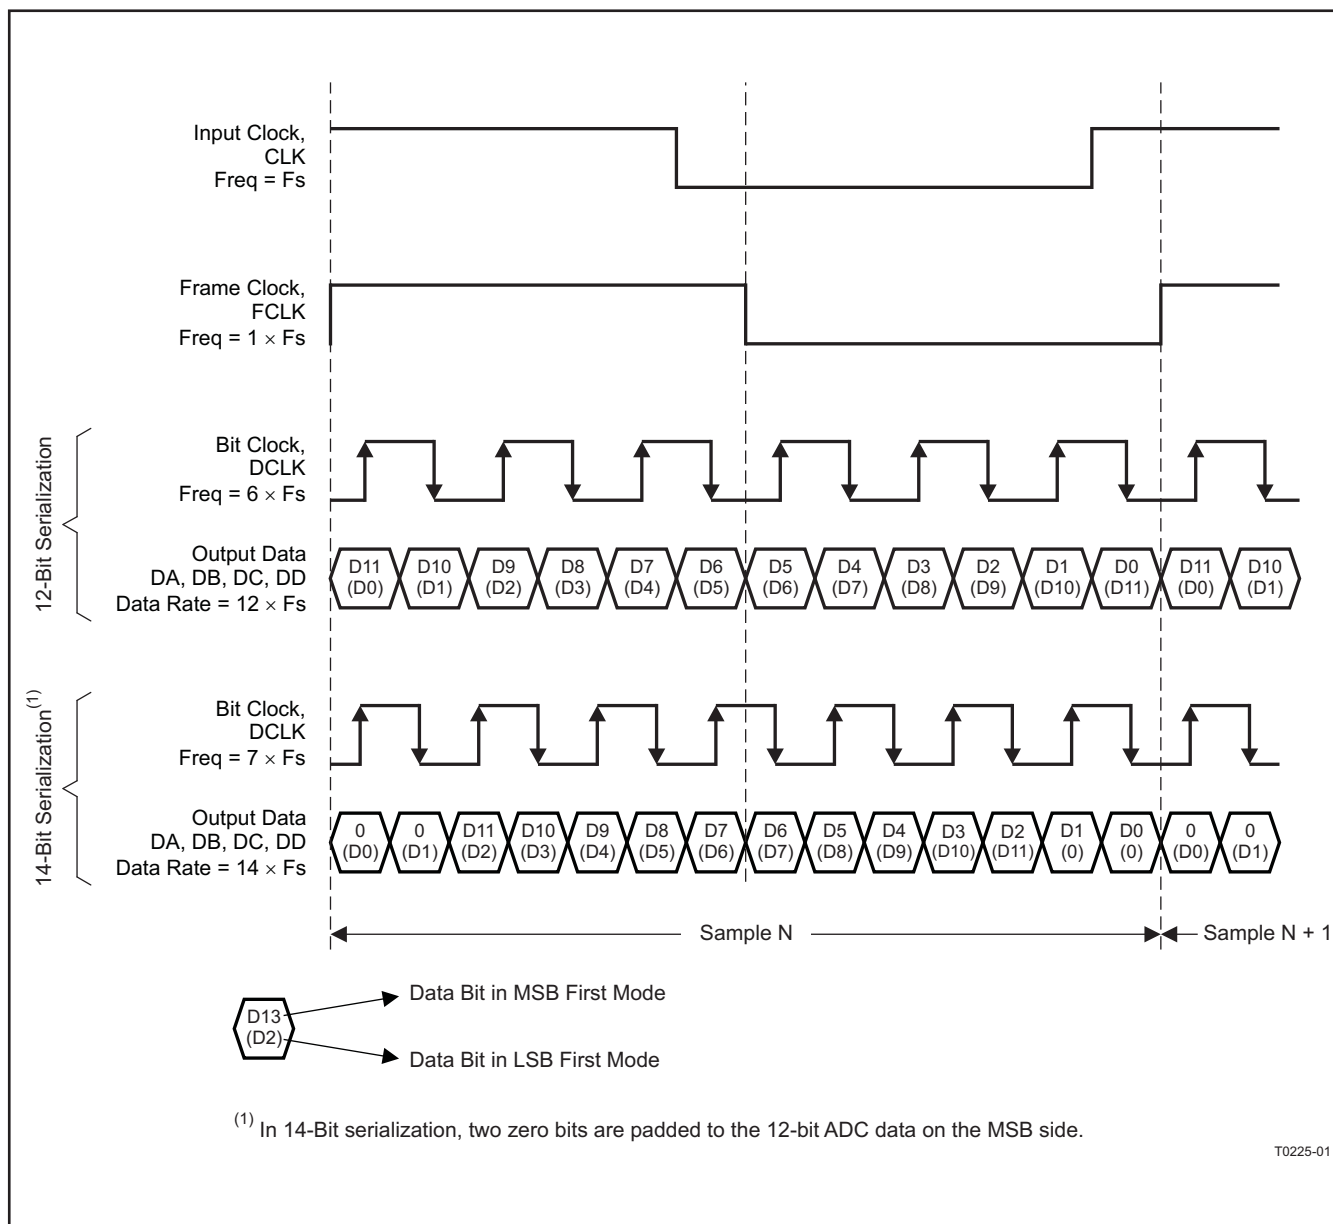 Input Clock,
CLK
Freq = Fs
Frame Clock,
FCLK
Freq = 1 × Fs
12-Bit Serialization
Bit Clock,
DCLK
Freq = 6 × Fs
Output Data
DA, DB, DC, DD
Data Rate = 12 × Fs
D11 D10 D9 D8 D7 D6 D5 D4 D3 D2 D1 D0 D11 D10
(D0) (D1) (D2) (D3) (D4) (D5) (D6) (D7) (D8) (D9) (D10) (D11) (D0) (D1)
14-Bit Serialization(1)
Bit Clock,
DCLK
Freq = 7 × Fs
Output Data
DA, DB, DC, DD
Data Rate = 14 × Fs
0 0 D11 D10 D9 D8 D7 D6 D5 D4 D3 D2 D1 D0 0 0
(D0) (D1) (D2) (D3) (D4) (D5) (D6) (D7) (D8) (D9) (D10) (D11) (0) (0) (D0) (D1)
Sample N
Sample N + 1
D13
(D2)
Data Bit in MSB First Mode
Data Bit in LSB First Mode
(1) In 14-Bit serialization, two zero bits are padded to the 12-bit ADC data on the MSB side.
T0225-01